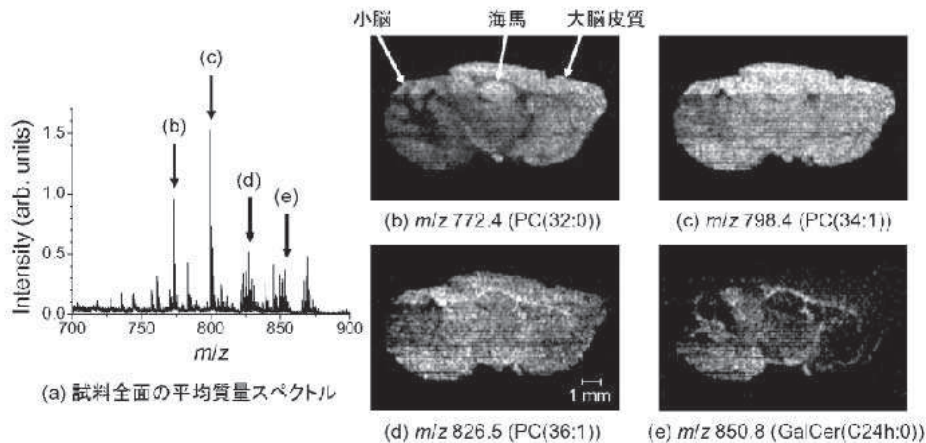 小脳 海馬 大脳皮質
(c)
(b)
(d)
(e)
Intensity (arb. units)
1.5
1.0
0.5
0.0
700 750 800 850 900
m/z
(a) 試料全面の平均質量スペクトル
(b) m/z 772.4 (PC(32:0))
(c) m/z 798.4 (PC(34:1))
1 mm
(d) m/z 826.5 (PC(36:1))
(e) m/z 850.8 (GalCer(C24h:0))